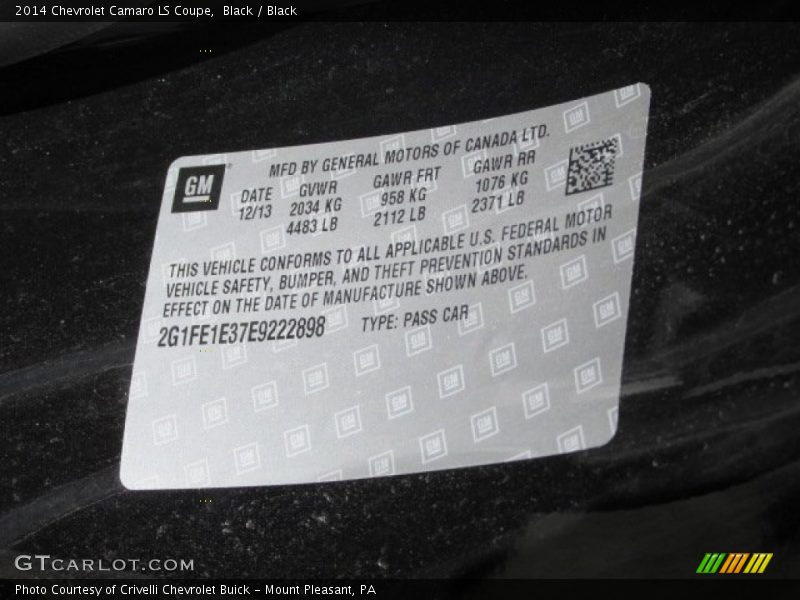 2014 Chevrolet Camaro LS Coupe, Black / Black
GM
MFD BY GENERAL MOTORS OF CANADA LTD.
DATE GVWR GAWR FRT GAWR RR
12/13 2034 KG 958 KG 1076 KG
4483 LB 2112 LB 2371 LB
THIS VEHICLE CONFORMS TO ALL APPLICABLE U.S. FEDERAL MOTOR
VEHICLE SAFETY, BUMPER, AND THEFT PREVENTION STANDARDS IN
EFFECT ON THE DATE OF MANUFACTURE SHOWN ABOVE.
2G1FE1E37E9222898 TYPE: PASS CAR
GTCARLOT.COM
Photo Courtesy of Crivelli Chevrolet Buick - Mount Pleasant, PA